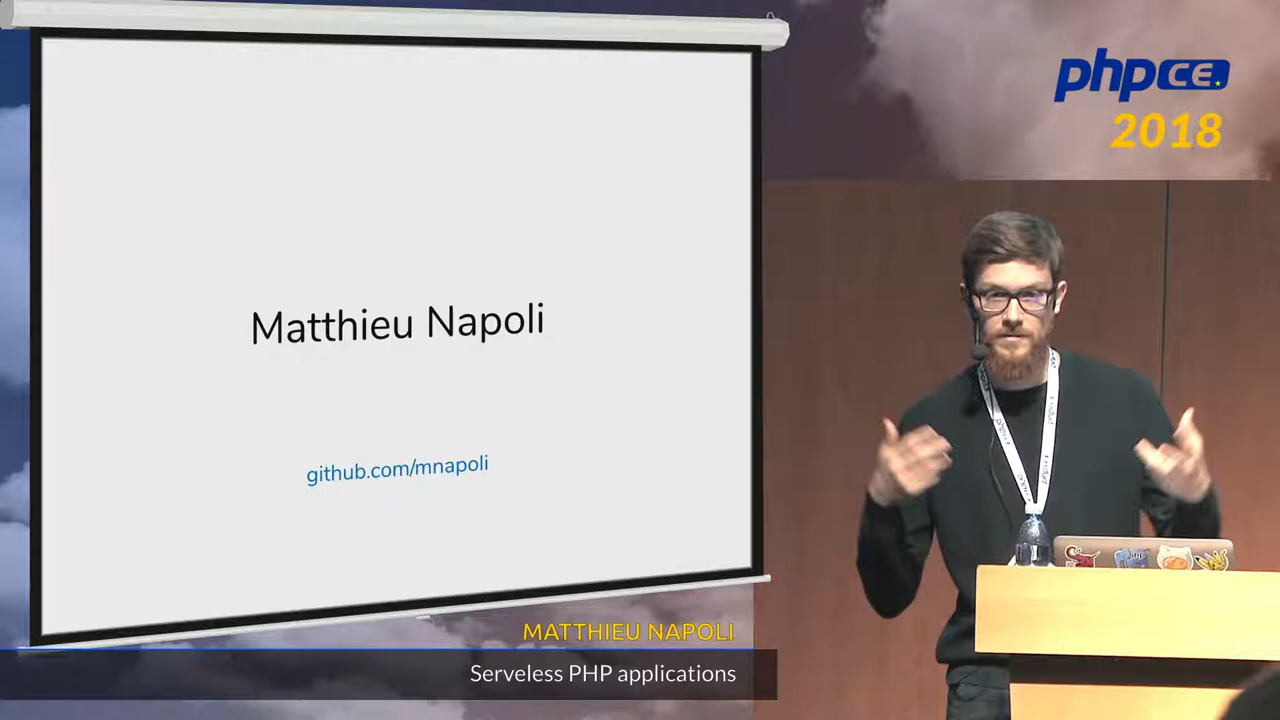 phpCE
2018
Matthieu Napoli
github.com/mnapoli
MATTHIEU NAPOLI
Serveless PHP applications